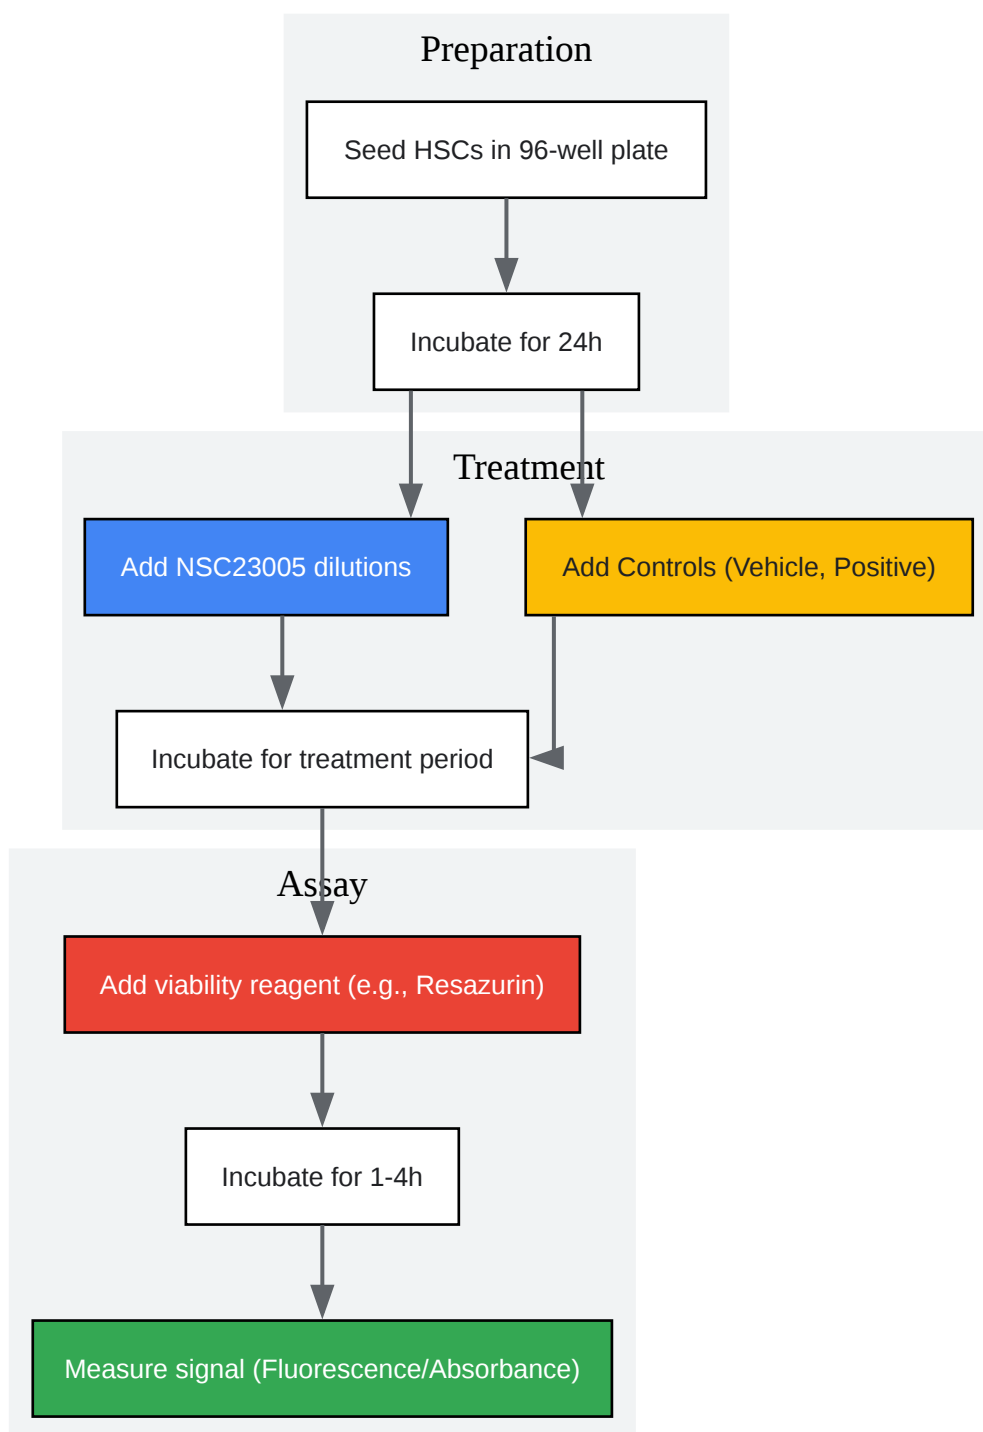 Preparation
Seed HSCs in 96-well plate
Incubate for 24h
Treatment
Add NSC23005 dilutions
Add Controls (Vehicle, Positive)
Incubate for treatment period
Assay
Add viability reagent (e.g., Resazurin)
Incubate for 1-4h
Measure signal (Fluorescence/Absorbance)